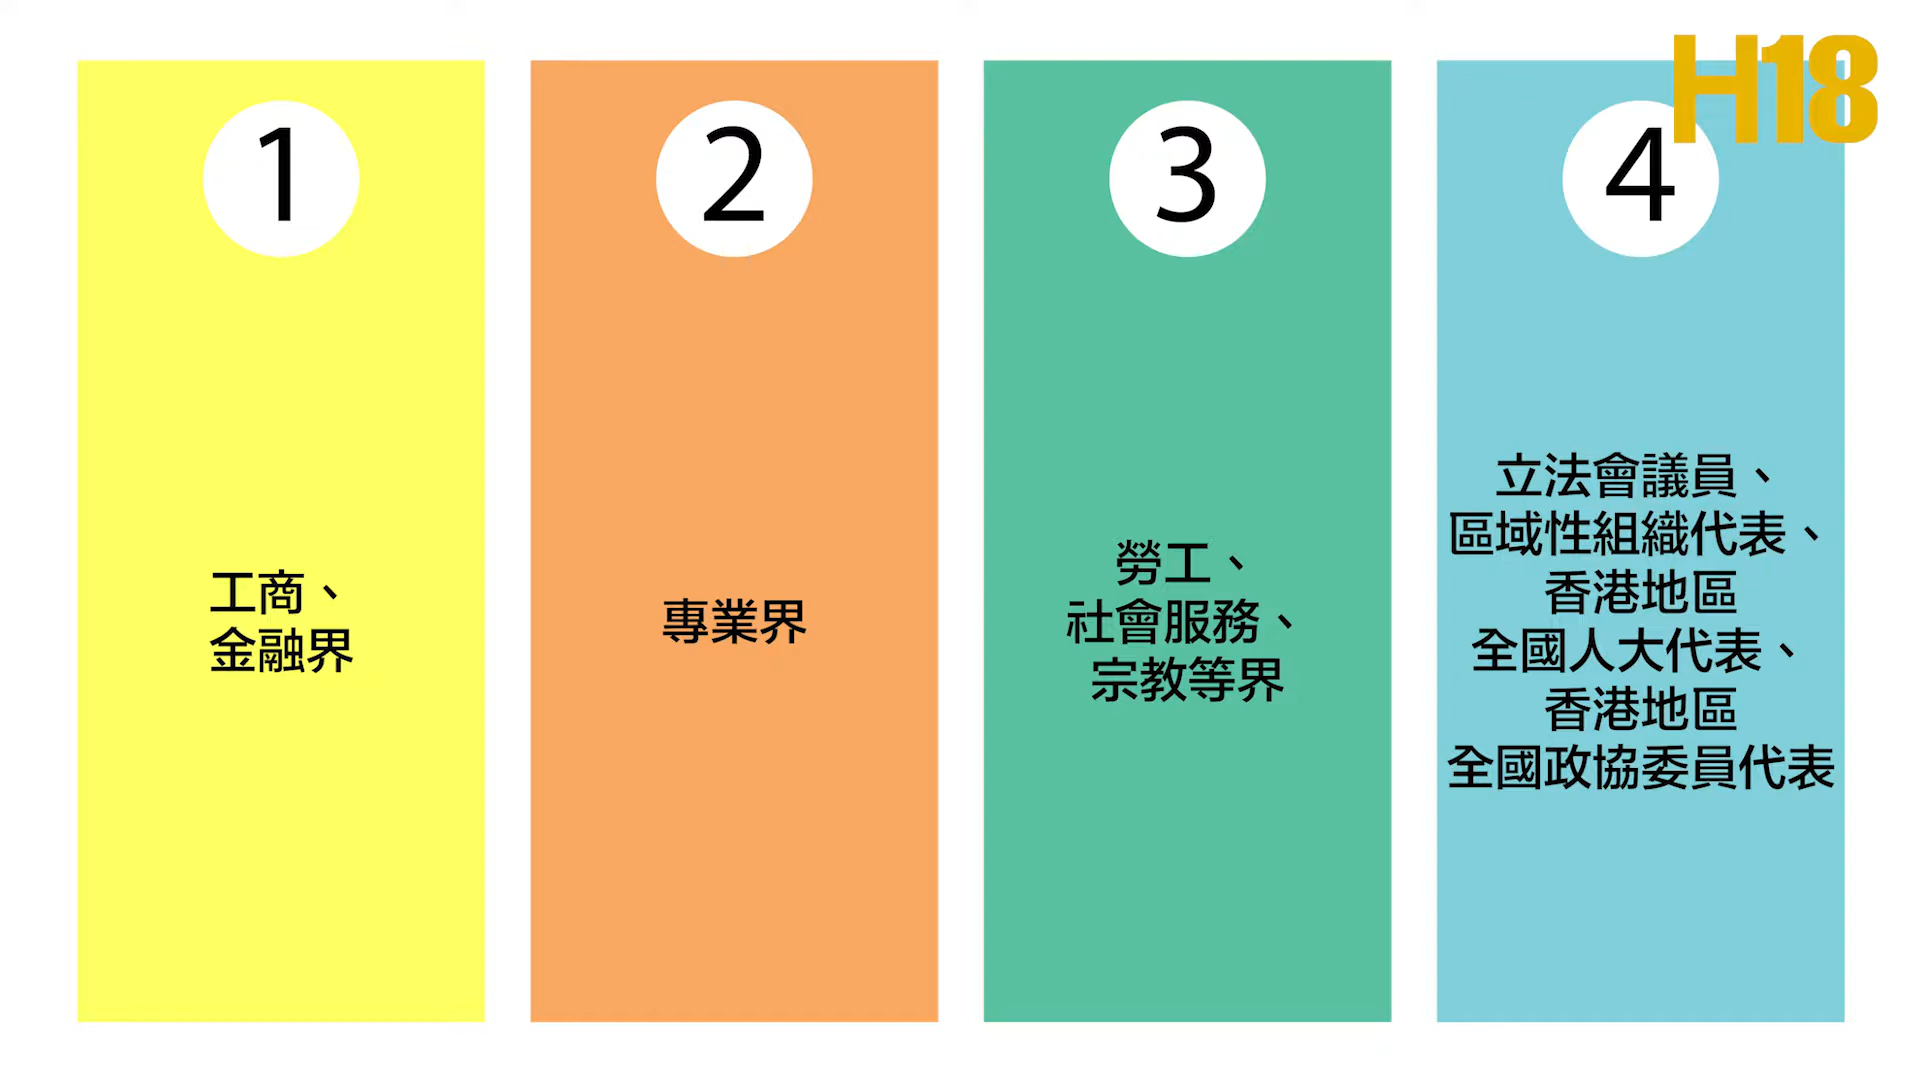 H18
1
工商、
金融界
2
專業界
3
勞工、
社會服務、
宗教等界
4
立法會議員、
區域性組織代表、
香港地區
全國人大代表、
香港地區
全國政協委員代表